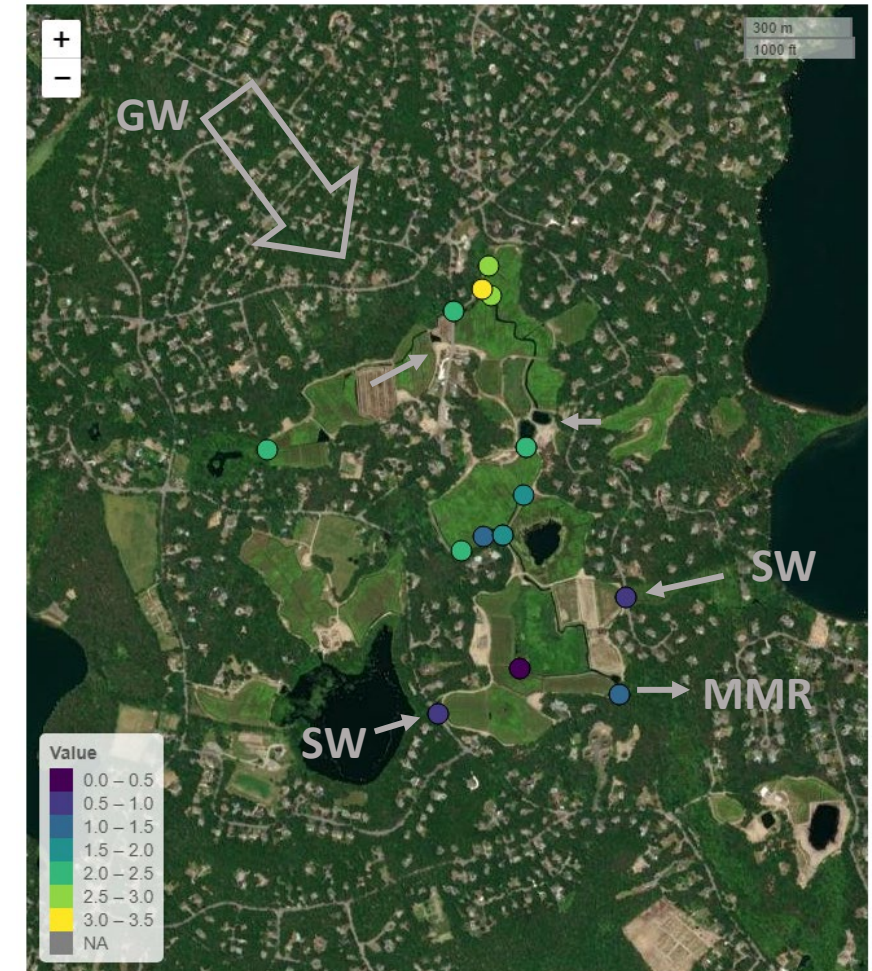 +
−
300 m
1000 ft
GW
SW
MMR
SW
Value
0.0 – 0.5
0.5 – 1.0
1.0 – 1.5
1.5 – 2.0
2.0 – 2.5
2.5 – 3.0
3.0 – 3.5
NA